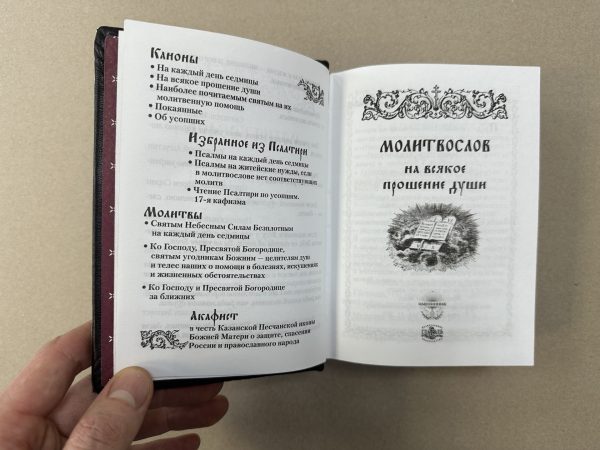 Каноны
• На каждый день седмицы
• На всякое прошение души
• Наиболее почитаемым святым на их
молитвенную помощь
• Покаянные
• Об усопших
Избранное из Псалтири
• Псалмы на каждый день седмицы
• Псалмы на житейские нужды, если
в молитвослове нет соответствующих
молитв
• Чтение Псалтири по усопшим.
17-я кафизма
Молитвы
• Святым Небесным Силам Безплотным
на каждый день седмицы
• Ко Господу, Пресвятой Богородице,
святым угодникам Божиим — целителям душ
и телес наших о помощи в болезнях, искушениях
и жизненных обстоятельствах
• Ко Господу и Пресвятой Богородице
за ближних
Акафист
в честь Казанской Песчанской иконы
Божией Матери о защите, спасении
России и православного народа
МОЛИТВОСЛОВ
на всякое
прошение души